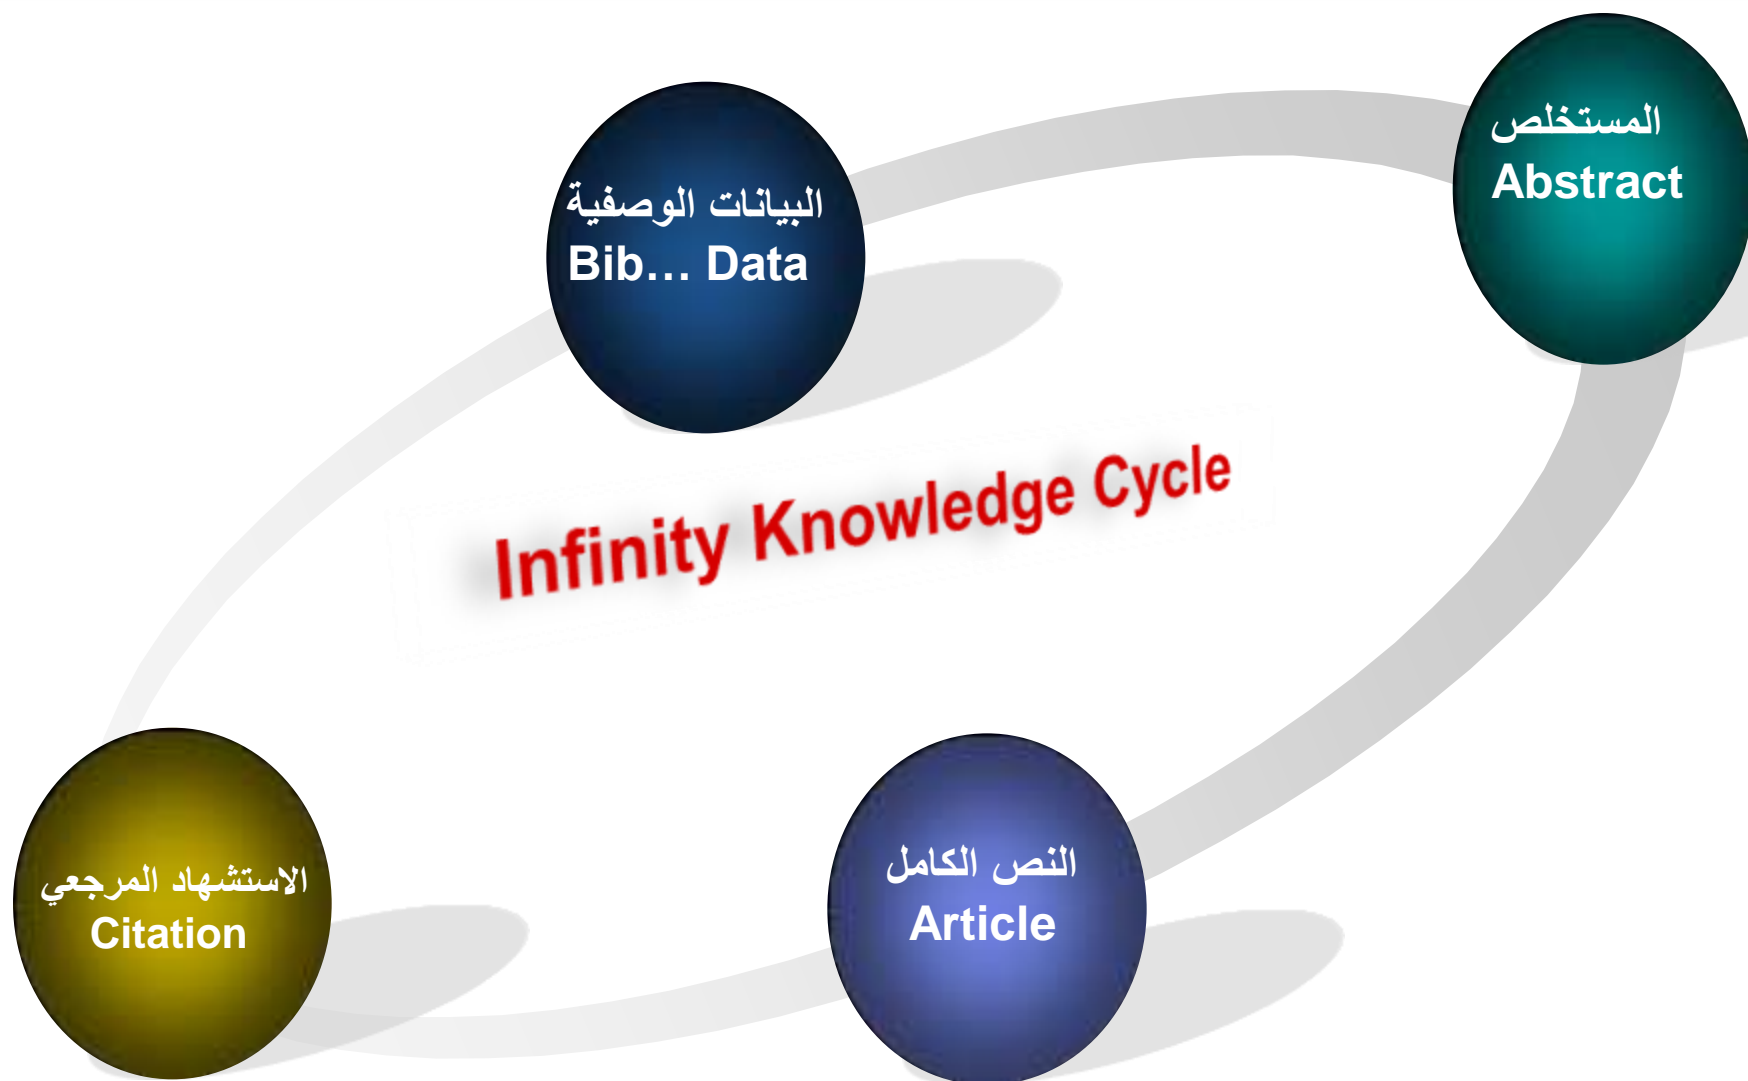 المستخلص
Abstract
البيانات الوصفية
Bib… Data
Infinity Knowledge Cycle
النص الكامل
Article
الاستشهاد المرجعي
Citation